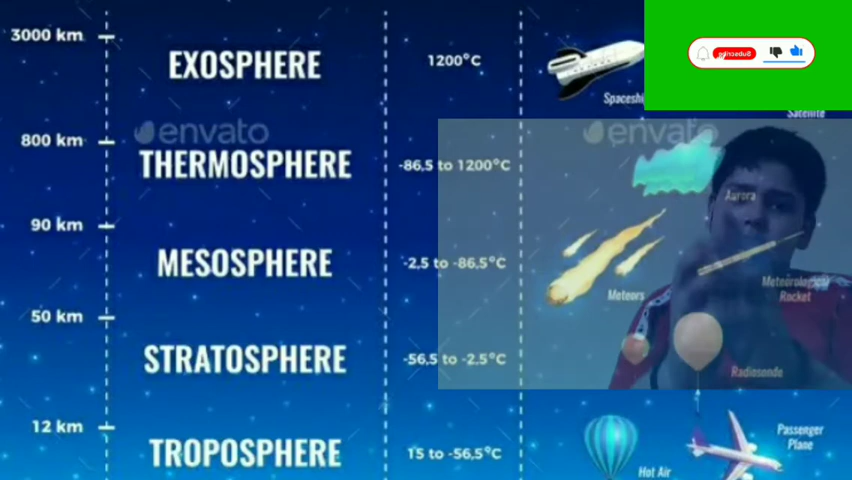 3000 km
EXOSPHERE
1200°C
Satellite
envato
envato
800 km
THERMOSPHERE
-86,5 to 1200°C
Aurora
90 km
MESOSPHERE
-2,5 to -86,5°C
Meteors
Meteorological
Rocket
50 km
STRATOSPHERE
-56,5 to -2,5°C
Radiosonde
12 km
TROPOSPHERE
15 to -56,5°C
Hot Air
Passenger
Plane